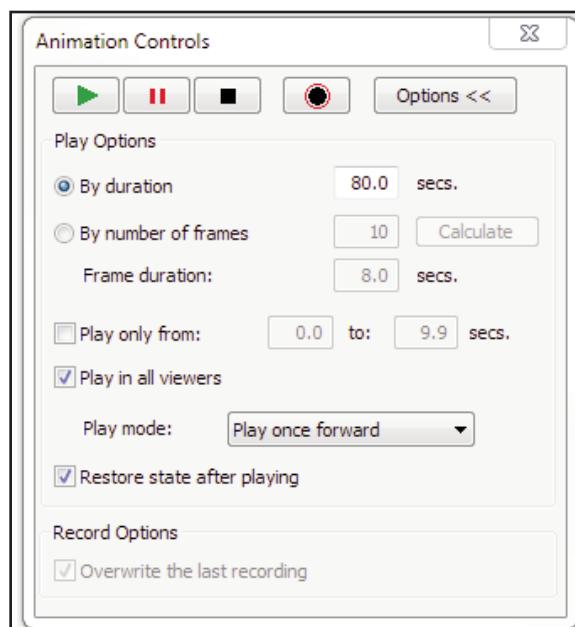 Animation Controls
Options <<
Play Options
By duration 80.0 secs.
By number of frames 10 Calculate
Frame duration: 8.0 secs.
Play only from: 0.0 to: 9.9 secs.
Play in all viewers
Play mode: Play once forward
Restore state after playing
Record Options
Overwrite the last recording